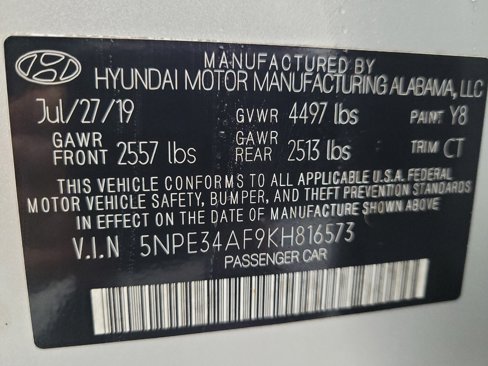 MANUFACTURED BY
HYUNDAI MOTOR MANUFACTURING ALABAMA, LLC
Jul/27/19 GVWR 4497 lbs PAINT Y8
GAWR FRONT 2557 lbs GAWR REAR 2513 lbs TRIM CT
THIS VEHICLE CONFORMS TO ALL APPLICABLE U.S.A. FEDERAL
MOTOR VEHICLE SAFETY, BUMPER, AND THEFT PREVENTION STANDARDS
IN EFFECT ON THE DATE OF MANUFACTURE SHOWN ABOVE
V.I.N 5NPE34AF9KH816573
PASSENGER CAR